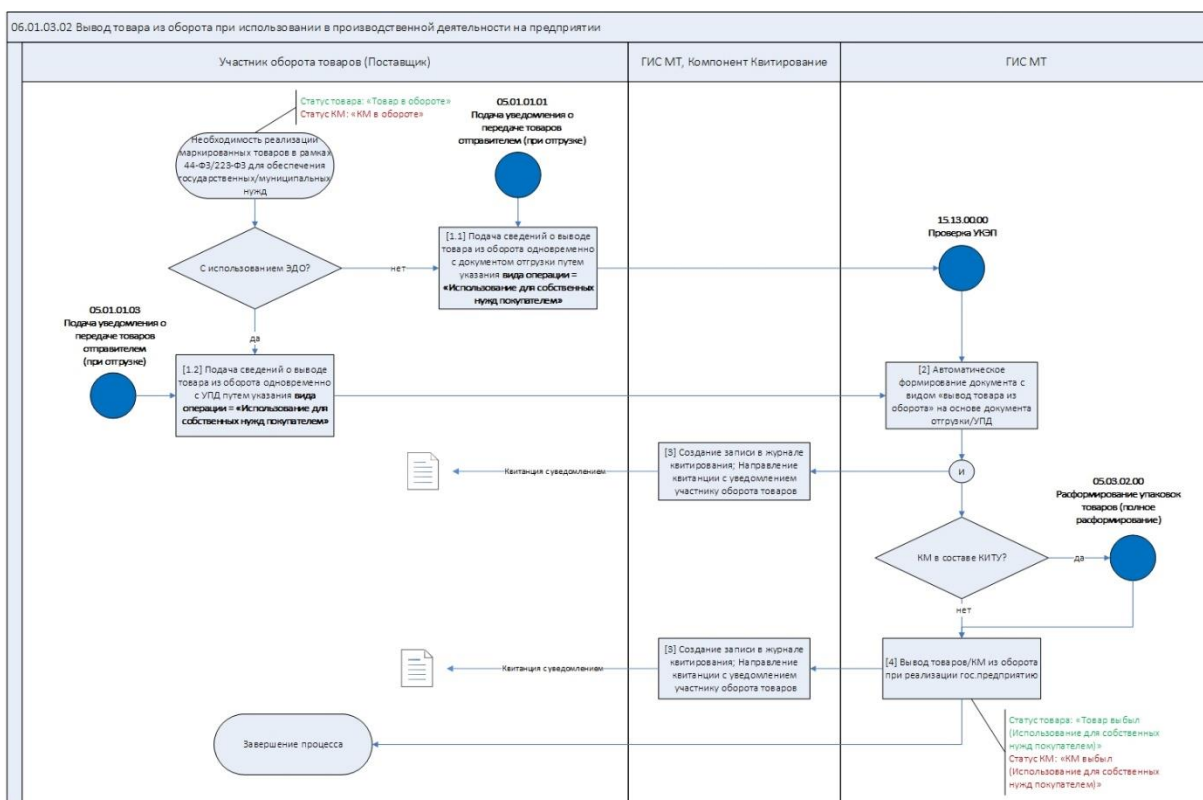 06.01.03.02 Вывод товара из оборота при использовании в производственной деятельности на предприятии
Участник оборота товаров (Поставщик)
ГИС МТ, Компонент Квитирование
ГИС МТ
Статус товара: «Товар в обороте»
Статус КМ: «КМ в обороте»
Необходимость реализации
маркированных товаров в рамках
44-ФЗ/223-ФЗ для обеспечения
государственных/муниципальных
нужд
05.01.01.01
Подача уведомления о
передаче товаров
отправителем (при отгрузке)
С использованием ЭДО?
нет
[1.1] Подача сведений о выводе
товара из оборота одновременно
с документом отгрузки путем
указания вида операции =
«Использование для собственных
нужд покупателем»
15.13.00.00
Проверка УКЭП
05.01.01.03
Подача уведомления о
передаче товаров
отправителем
(при отгрузке)
да
[1.2] Подача сведений о выводе
товара из оборота одновременно
с УПД путем указания вида
операции = «Использование для
собственных нужд покупателем»
[2] Автоматическое
формирование документа с
видом «вывод товара из
оборота» на основе документа
отгрузки/УПД
Квитанция с уведомлением
[3] Создание записи в журнале
квитирования; Направление
квитанции с уведомлением
участнику оборота товаров
и
05.03.02.00
Расформирование упаковок
товаров (полное
расформирование)
КМ в составе КИТУ?
да
нет
Квитанция с уведомлением
[3] Создание записи в журнале
квитирования; Направление
квитанции с уведомлением
участнику оборота товаров
[4] Вывод товаров/КМ из оборота
при реализации гос.предприятию
Завершение процесса
Статус товара: «Товар выбыл
(Использование для собственных
нужд покупателем)»
Статус КМ: «КМ выбыл
(Использование для собственных
нужд покупателем)»